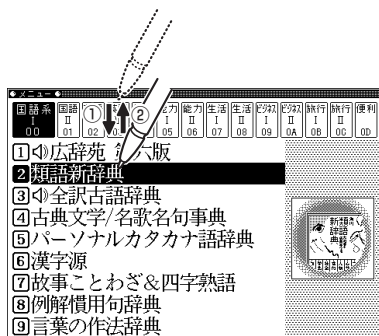 ◆メニュー◆
国語系 国語 ① ② 力 能力 生活 生活 ビジネス ビジネス 旅行 旅行 便利
I II I II I II I II I II
00 01 02 05 06 07 08 09 0A 0B 0C 0D
1 広辞苑 六版
2 類語新辞典
3 全訳古語辞典
4 古典文学/名歌名句事典
5 パーソナルカタカナ語辞典
6 漢字源
7 故事ことわざ&四字熟語
8 例解慣用句辞典
9 言葉の作法辞典